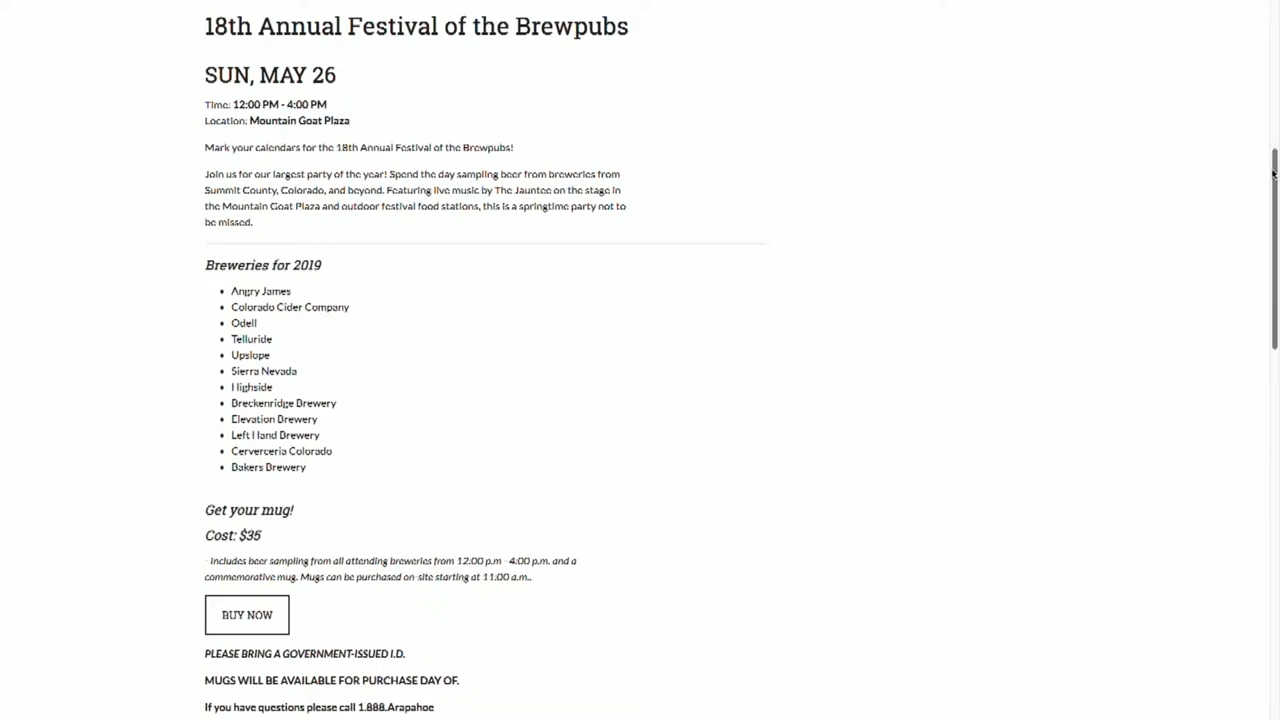 18th Annual Festival of the Brewpubs
SUN, MAY 26
Time: 12:00 PM - 4:00 PM
Location: Mountain Goat Plaza
Mark your calendars for the 18th Annual Festival of the Brewpubs!
Join us for our largest party of the year! Spend the day sampling beer from breweries from
Summit County, Colorado, and beyond. Featuring live music by The Jauntee on the stage in
the Mountain Goat Plaza and outdoor festival food stations, this is a springtime party not to
be missed.
Breweries for 2019
• Angry James
• Colorado Cider Company
• Odell
• Telluride
• Upslope
• Sierra Nevada
• Highside
• Breckenridge Brewery
• Elevation Brewery
• Left Hand Brewery
• Cerverceria Colorado
• Bakers Brewery
Get your mug!
Cost: $35
- Includes beer sampling from all attending breweries from 12:00 p.m - 4:00 p.m. and a
commemorative mug. Mugs can be purchased on-site starting at 11:00 a.m..
BUY NOW
PLEASE BRING A GOVERNMENT-ISSUED I.D.
MUGS WILL BE AVAILABLE FOR PURCHASE DAY OF.
If you have questions please call 1.888.Arapahoe